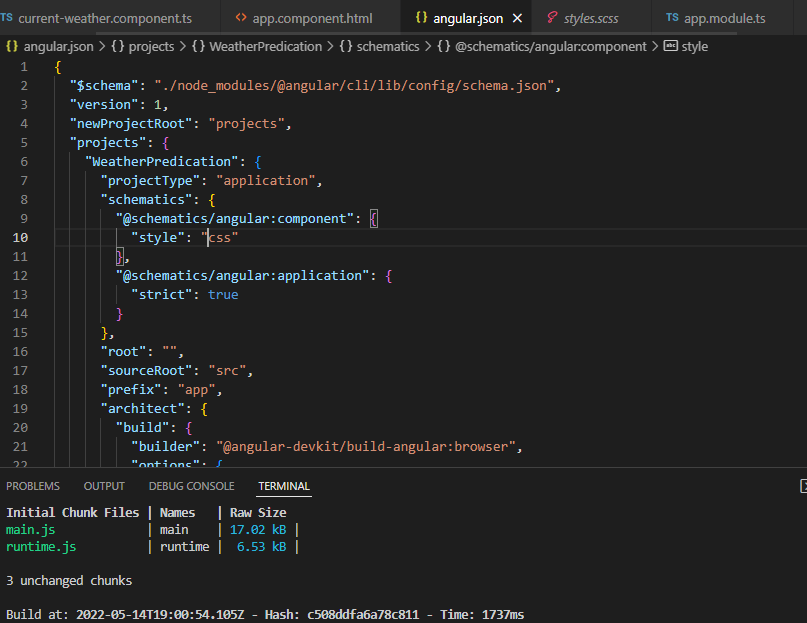 TS current-weather.component.ts <> app.component.html {} angular.json × styles.scss TS app.module.ts
{} angular.json > {} projects > {} WeatherPredication > {} schematics > {} @schematics/angular:component > abc style
1 {
2 "$schema": "./node_modules/@angular/cli/lib/config/schema.json",
3 "version": 1,
4 "newProjectRoot": "projects",
5 "projects": {
6 "WeatherPredication": {
7 "projectType": "application",
8 "schematics": {
9 "@schematics/angular:component": {
10 "style": "css"
11 },
12 "@schematics/angular:application": {
13 "strict": true
14 }
15 },
16 "root": "",
17 "sourceRoot": "src",
18 "prefix": "app",
19 "architect": {
20 "build": {
21 "builder": "@angular-devkit/build-angular:browser",
22 "options": {
PROBLEMS OUTPUT DEBUG CONSOLE TERMINAL
Initial Chunk Files | Names | Raw Size
main.js | main | 17.02 kB |
runtime.js | runtime | 6.53 kB |
3 unchanged chunks
Build at: 2022-05-14T19:00:54.105Z - Hash: c508ddfa6a78c811 - Time: 1737ms